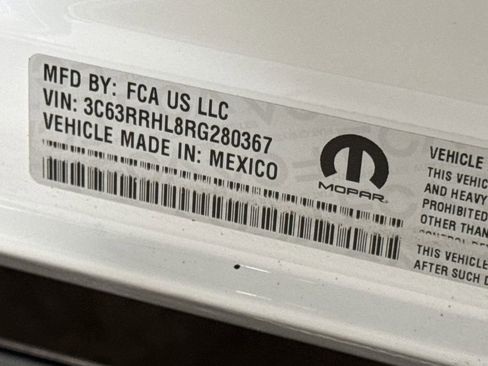 MFD BY: FCA US LLC
VIN: 3C63RRHL8RG280367
VEHICLE MADE IN: MEXICO
MOPAR
VEHICLE
THIS VEHIC
AND HEAVY
PROHIBITED
OTHER THAN
CONTROL
THIS VEHICLE
AFTER SUCH D